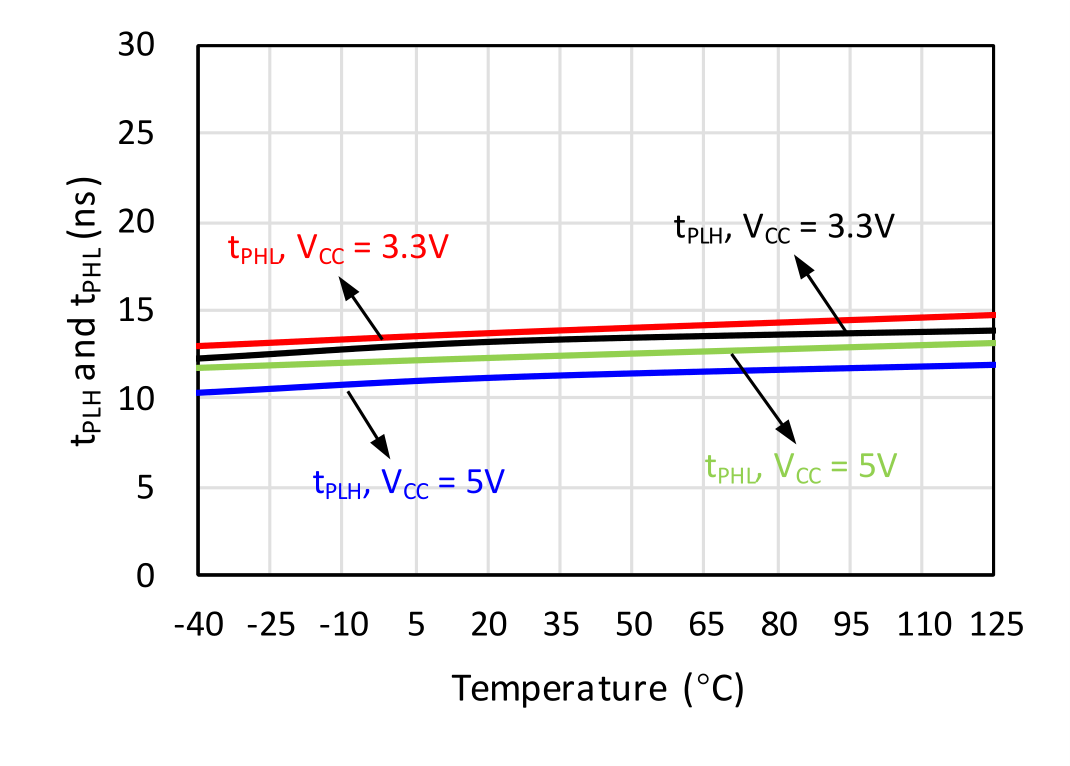 30
25
20
15
10
5
0
tPLH and tPHL (ns)
tPHL, VCC = 3.3V
tPLH, VCC = 3.3V
tPLH, VCC = 5V
tPHL, VCC = 5V
-40 -25 -10 5 20 35 50 65 80 95 110 125
Temperature (°C)